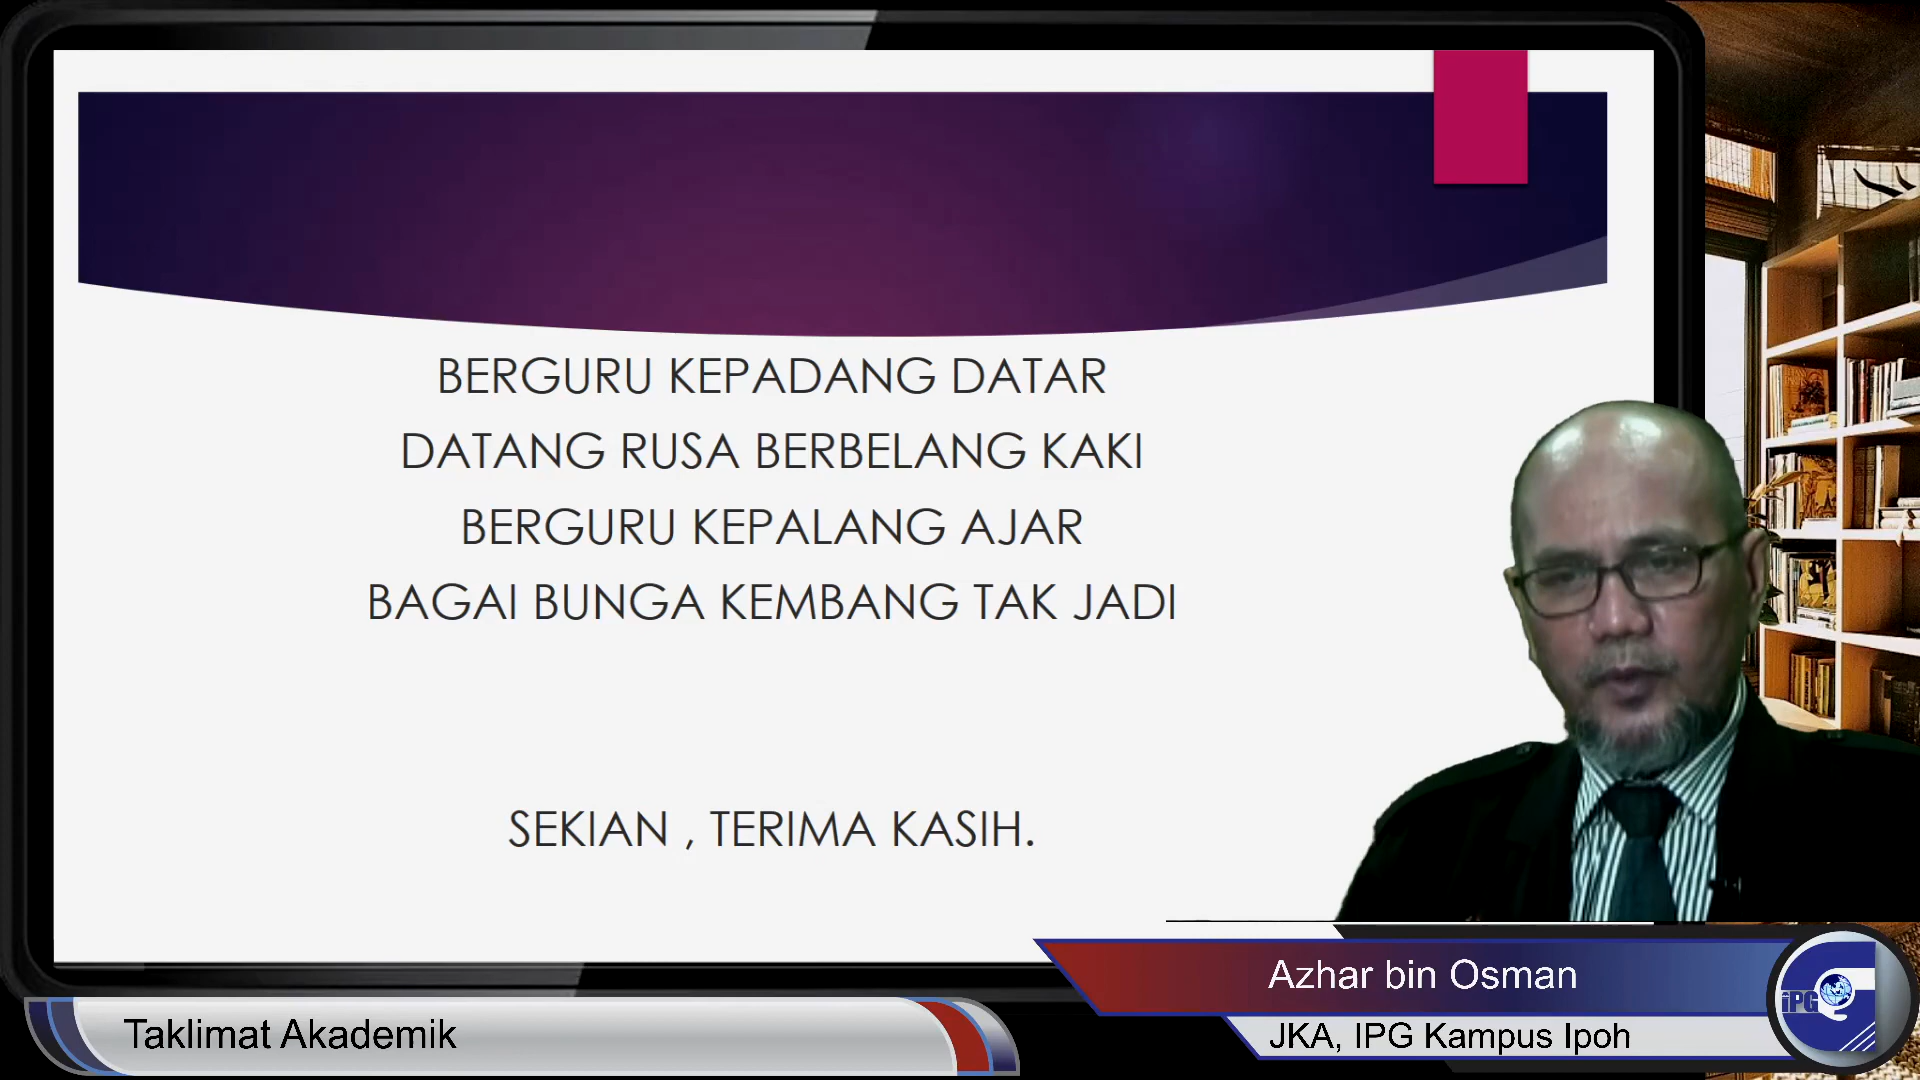 BERGURU KEPADANG DATAR
DATANG RUSA BERBELANG KAKI
BERGURU KEPALANG AJAR
BAGAI BUNGA KEMBANG TAK JADI
SEKIAN , TERIMA KASIH.
Azhar bin Osman
JKA, IPG Kampus Ipoh
iPG
Taklimat Akademik